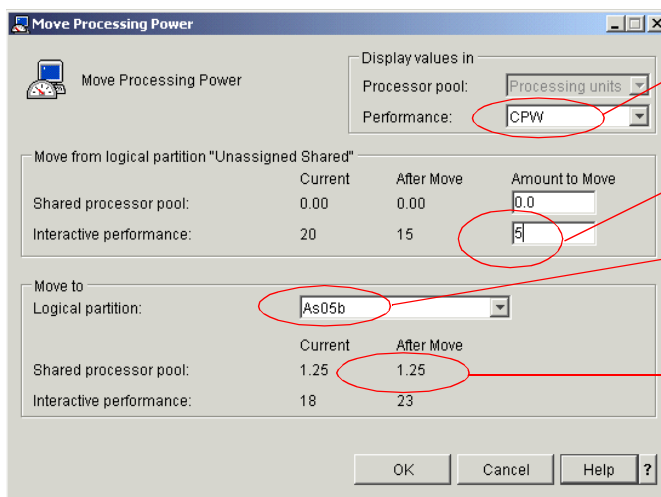 Move Processing Power
Move Processing Power
Display values in
Processor pool: Processing units
Performance: CPW
Move from logical partition "Unassigned Shared"
Current After Move Amount to Move
Shared processor pool: 0.00 0.00 0.0
Interactive performance: 20 15 5
Move to
Logical partition: As05b
Current After Move
Shared processor pool: 1.25 1.25
Interactive performance: 18 23
OK Cancel Help ?